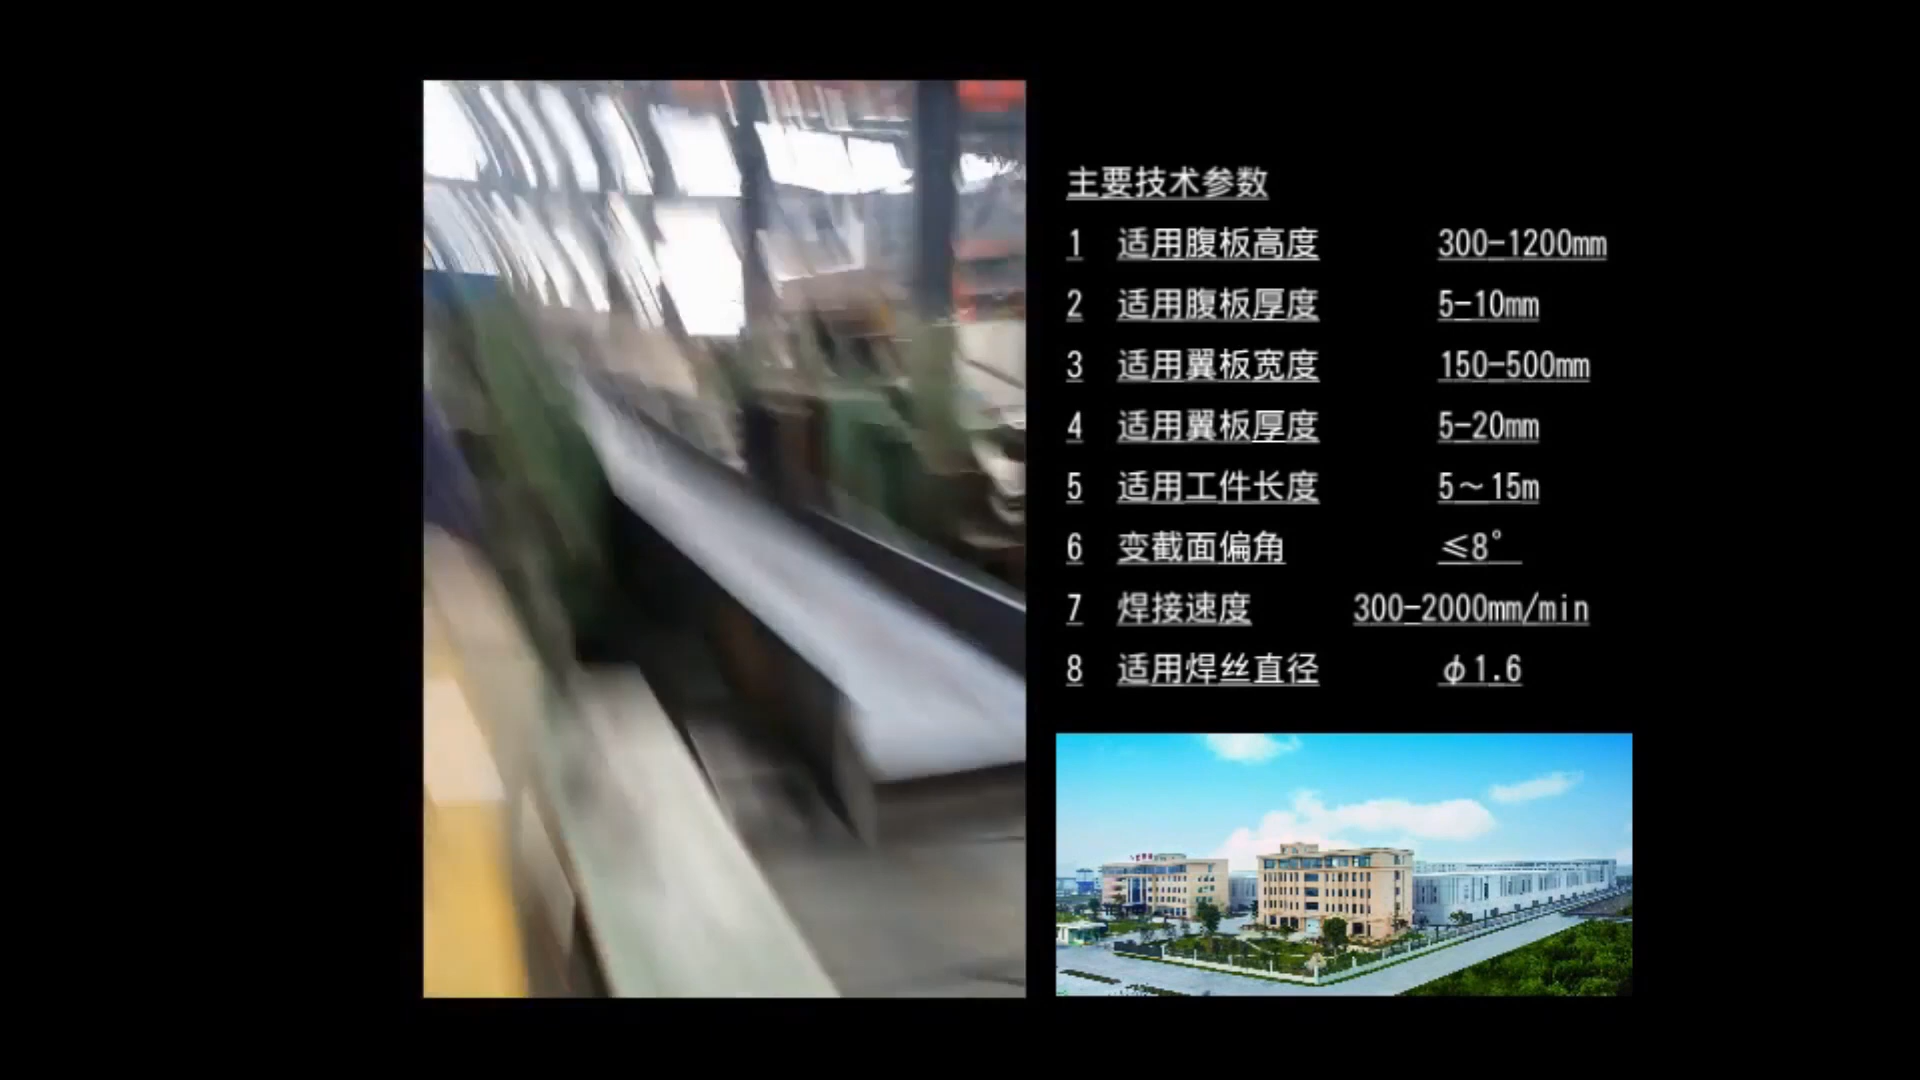 主要技术参数
1 适用腹板高度 300-1200mm
2 适用腹板厚度 5-10mm
3 适用翼板宽度 150-500mm
4 适用翼板厚度 5-20mm
5 适用工件长度 5～15m
6 变截面偏角 ≤8°
7 焊接速度 300-2000mm/min
8 适用焊丝直径 φ1.6